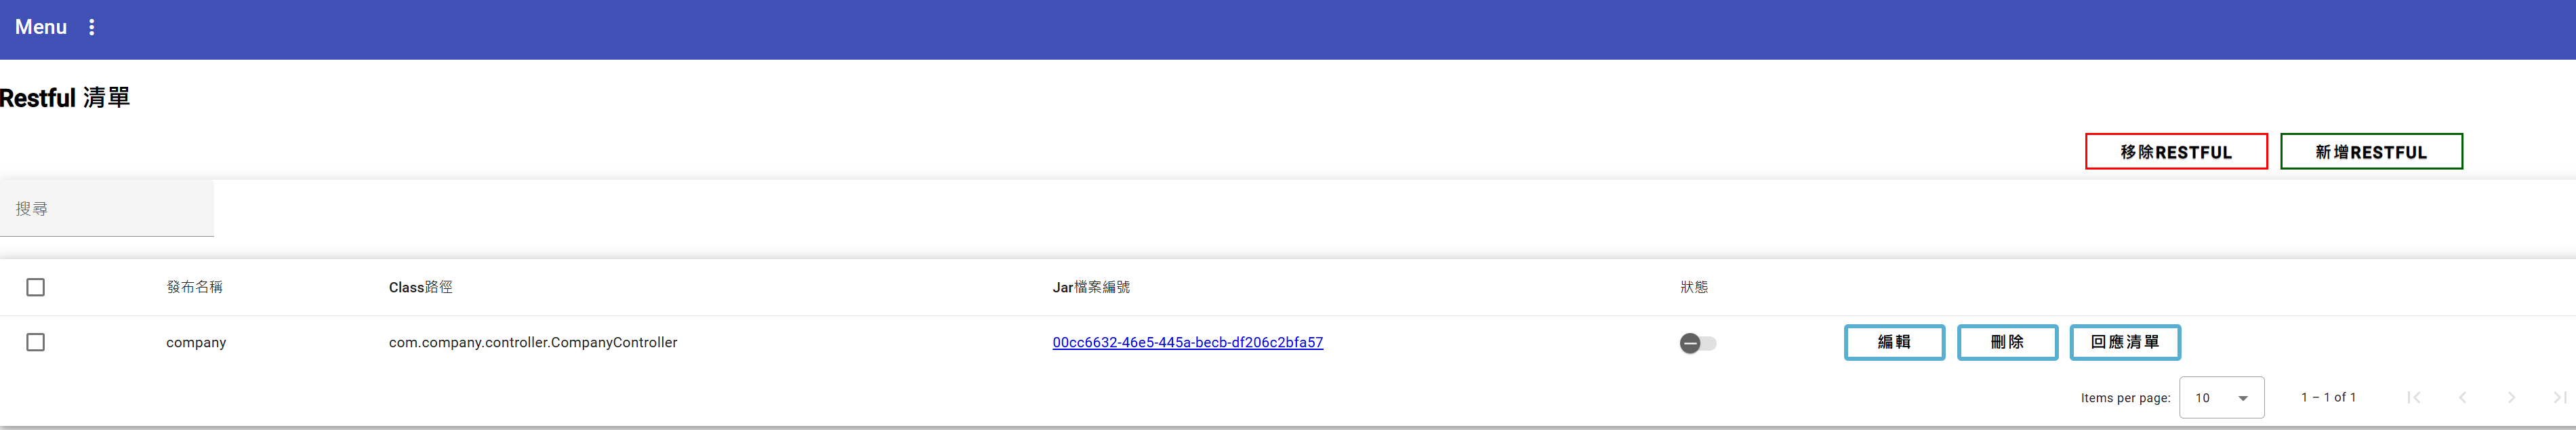 Menu
Restful 清單
移除RESTFUL 新增RESTFUL
搜尋
發布名稱 Class路徑 Jar檔案編號 狀態
company com.company.controller.CompanyController 00cc6632-46e5-445a-becb-df206c2bfa57 編輯 刪除 回應清單
Items per page: 10 1 – 1 of 1